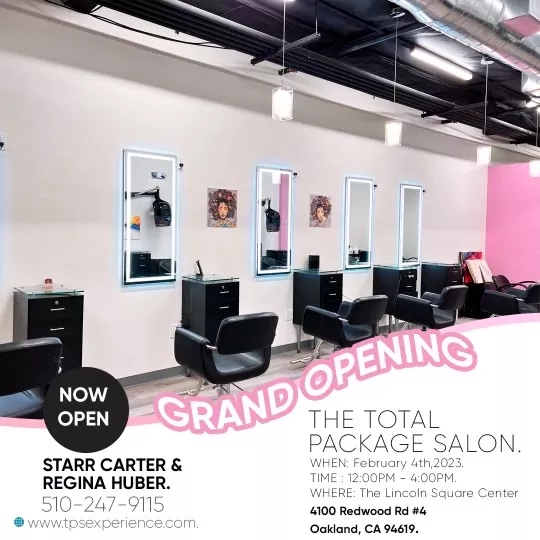 NOW
OPEN
GRAND OPENING
STARR CARTER &
REGINA HUBER.
510-247-9115
www.tpsexperience.com.
THE TOTAL
PACKAGE SALON.
WHEN: February 4th,2023.
TIME : 12:00PM - 4:00PM.
WHERE: The Lincoln Square Center
4100 Redwood Rd #4
Oakland, CA 94619.